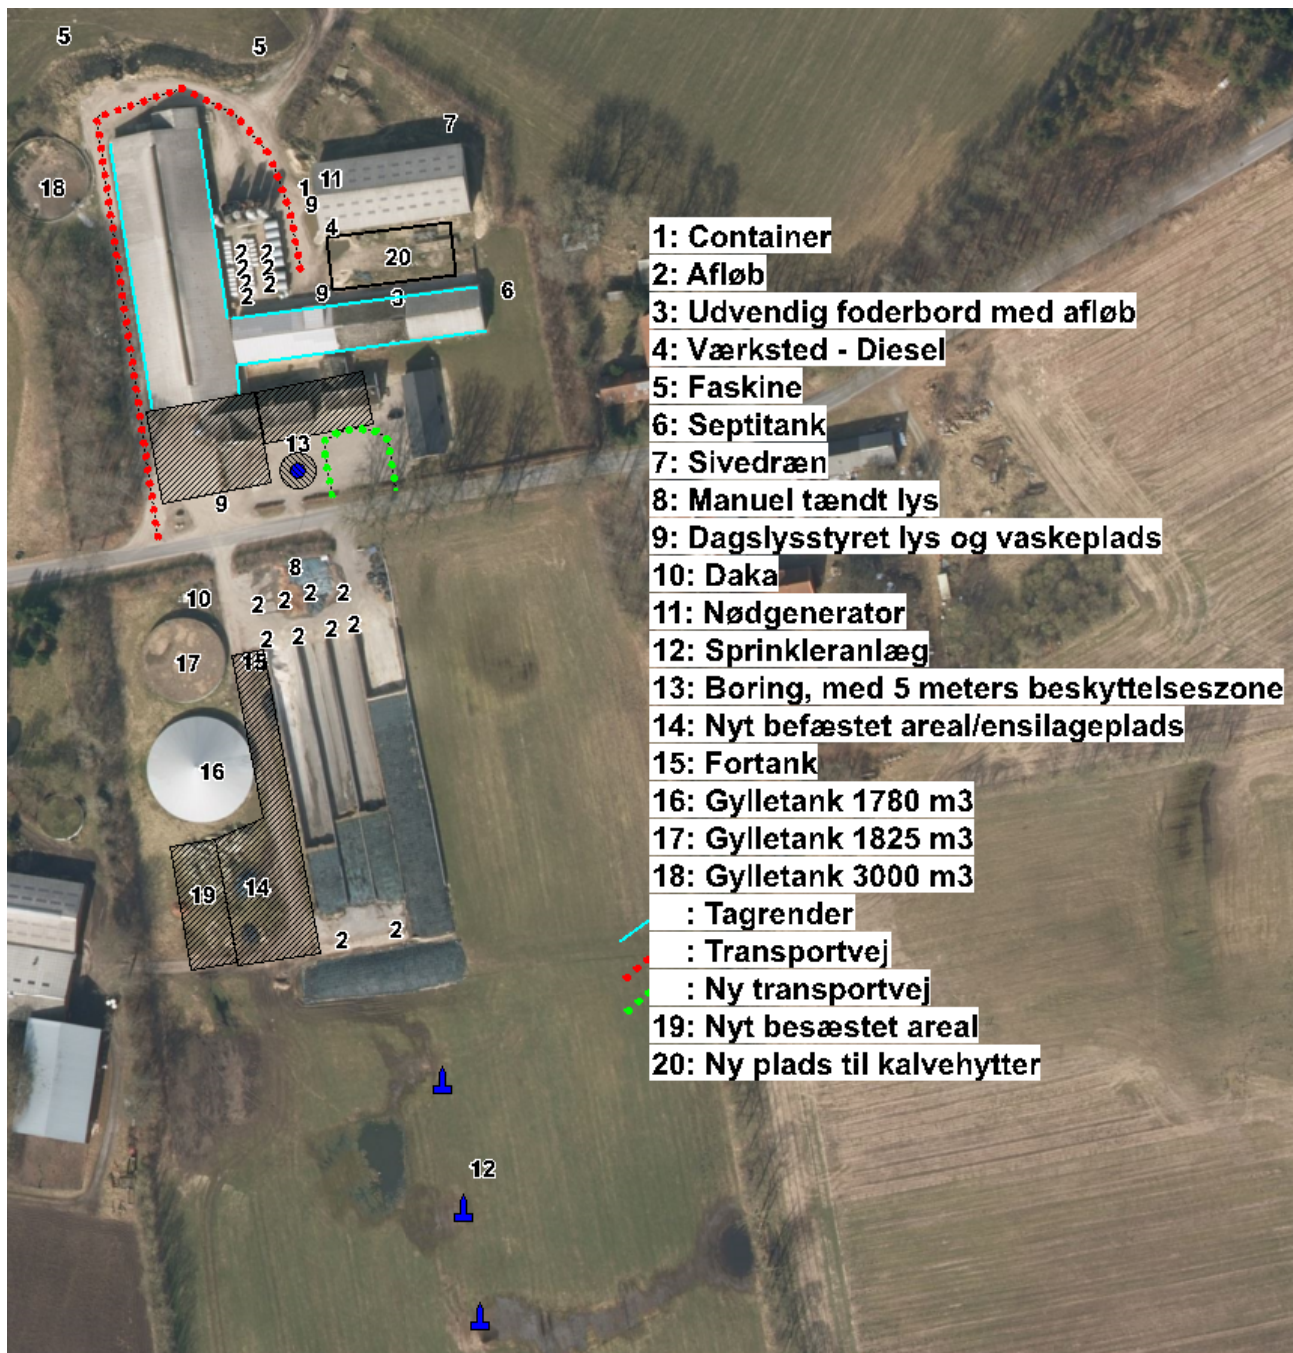 5
5
7
18
11
1
9
4
2
2
20
2
2
2
2
2
9
3
6
13
9
8
10
2
2
2
2
2
2
2
2
17
15
16
19
14
2
2
12
1: Container
2: Afløb
3: Udvendig foderbord med afløb
4: Værksted - Diesel
5: Faskine
6: Septitank
7: Sivedræn
8: Manuel tændt lys
9: Dagslysstyret lys og vaskeplads
10: Daka
11: Nødgenerator
12: Sprinkleranlæg
13: Boring, med 5 meters beskyttelseszone
14: Nyt befæstet areal/ensilageplads
15: Fortank
16: Gylletank 1780 m3
17: Gylletank 1825 m3
18: Gylletank 3000 m3
: Tagrender
: Transportvej
: Ny transportvej
19: Nyt besæstet areal
20: Ny plads til kalvehytter